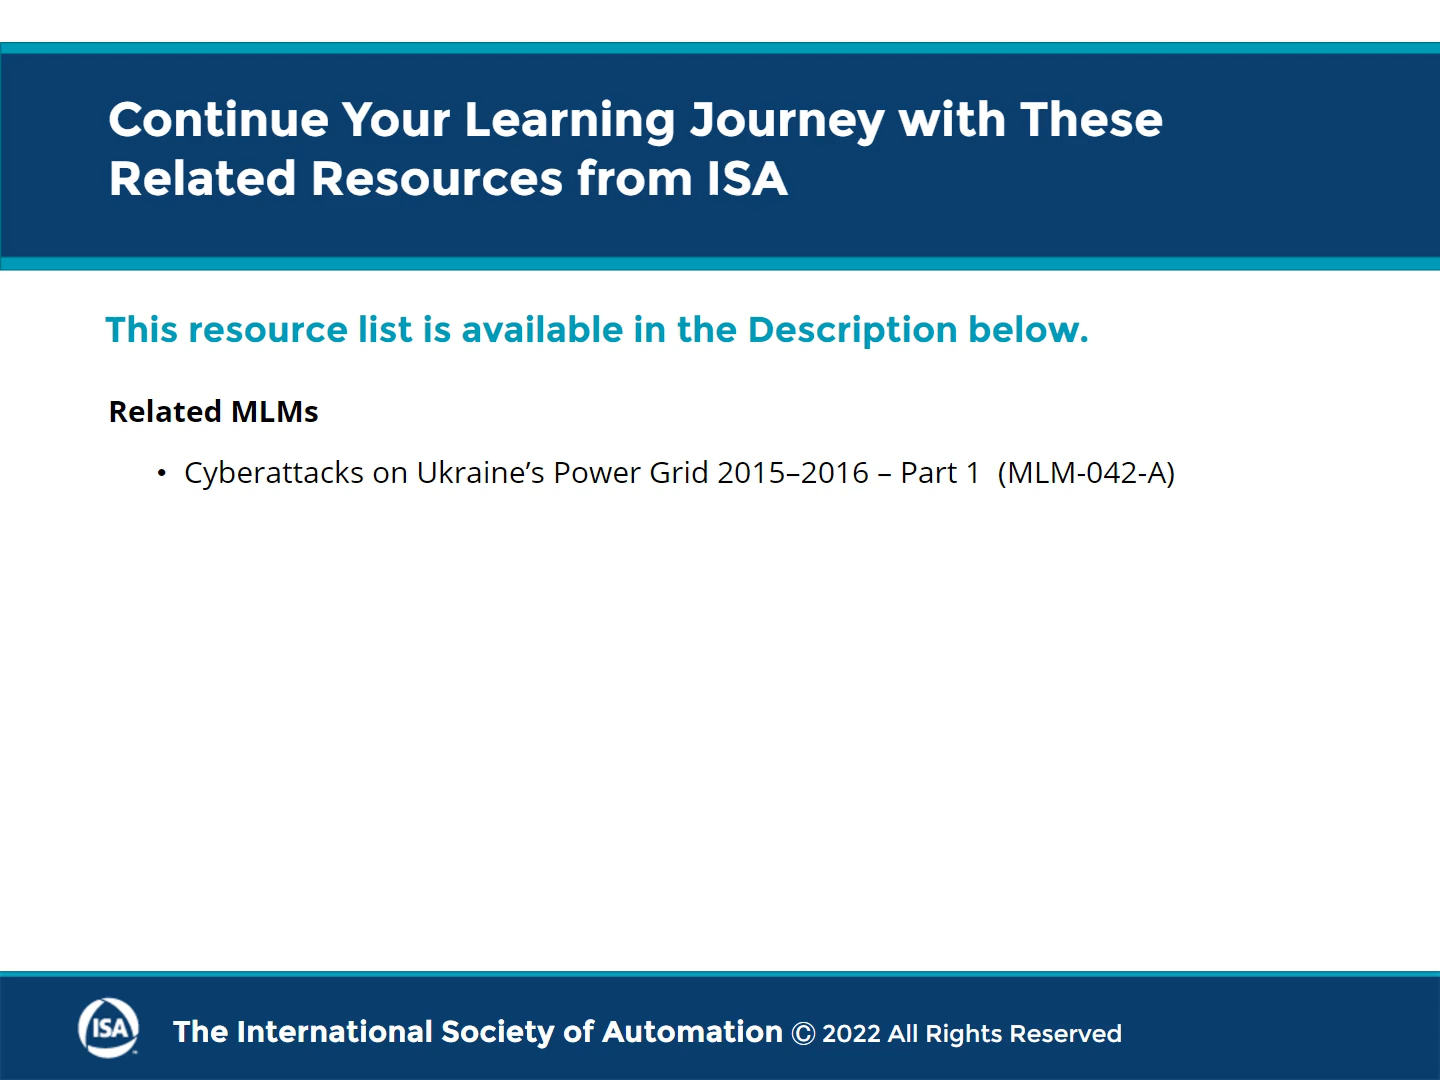 Continue Your Learning Journey with These
Related Resources from ISA
This resource list is available in the Description below.
Related MLMs
• Cyberattacks on Ukraine’s Power Grid 2015–2016 – Part 1  (MLM-042-A)
ISA
The International Society of Automation © 2022 All Rights Reserved